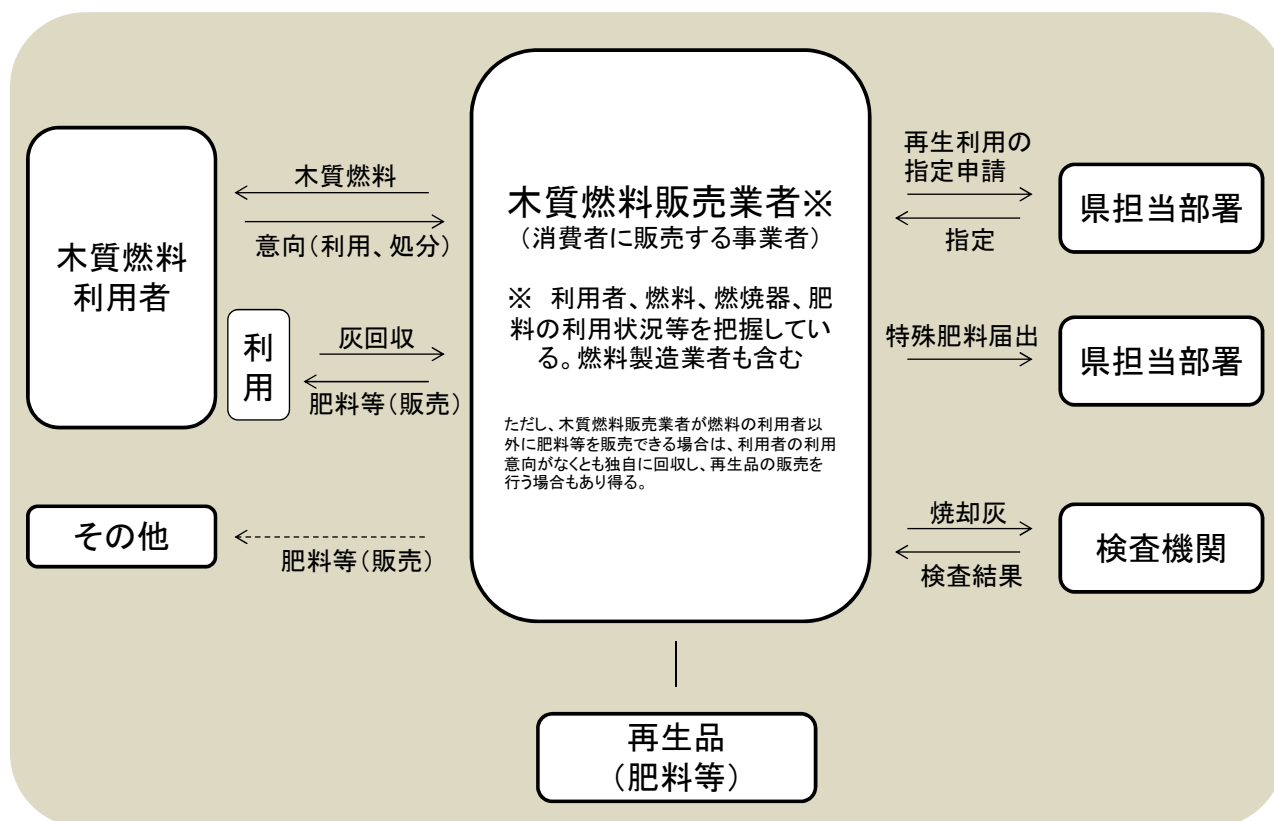 木質燃料
利用者
木質燃料
意向(利用、処分)
利
用
灰回収
肥料等(販売)
その他
肥料等(販売)
木質燃料販売業者※
(消費者に販売する事業者)
※　利用者、燃料、燃焼器、肥
料の利用状況等を把握してい
る。燃料製造業者も含む
ただし、木質燃料販売業者が燃料の利用者以
外に肥料等を販売できる場合は、利用者の利用
意向がなくとも独自に回収し、再生品の販売を
行う場合もあり得る。
再生利用の
指定申請
指定
県担当部署
特殊肥料届出
県担当部署
焼却灰
検査結果
検査機関
再生品
(肥料等)